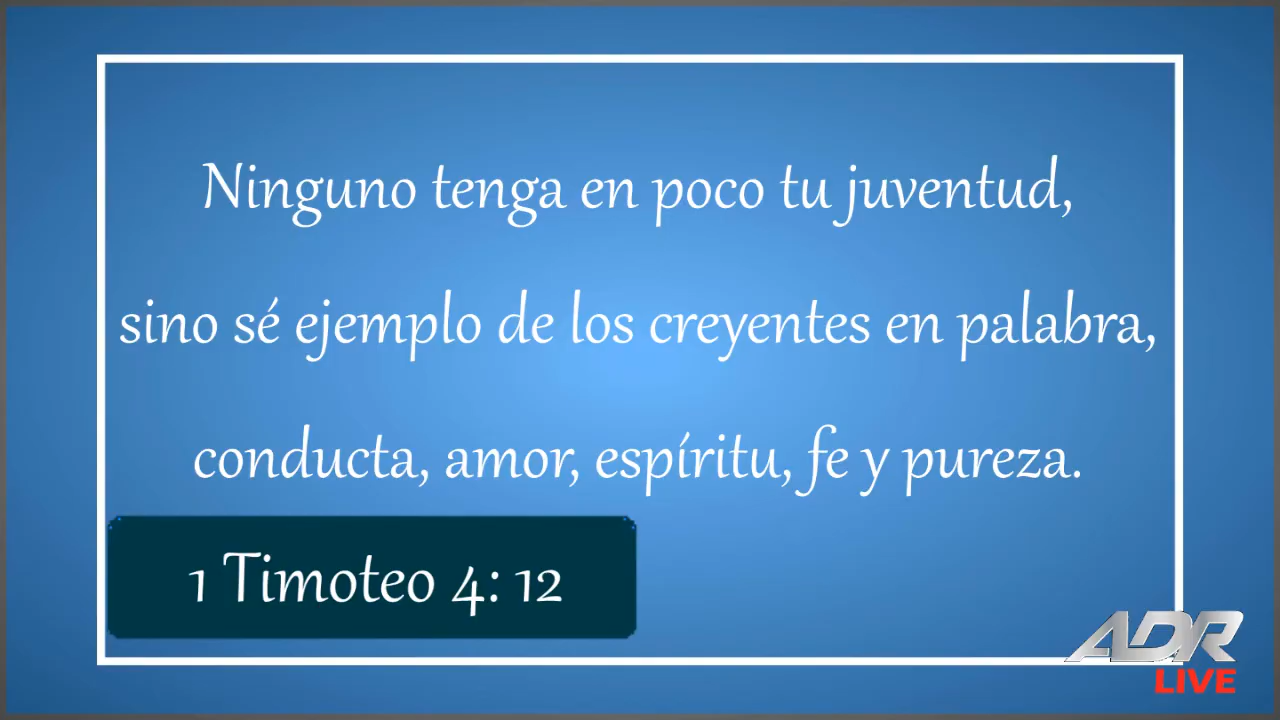 Ninguno tenga en poco tu juventud,
sino sé ejemplo de los creyentes en palabra,
conducta, amor, espíritu, fe y pureza.
1 Timoteo 4: 12
ADR
LIVE